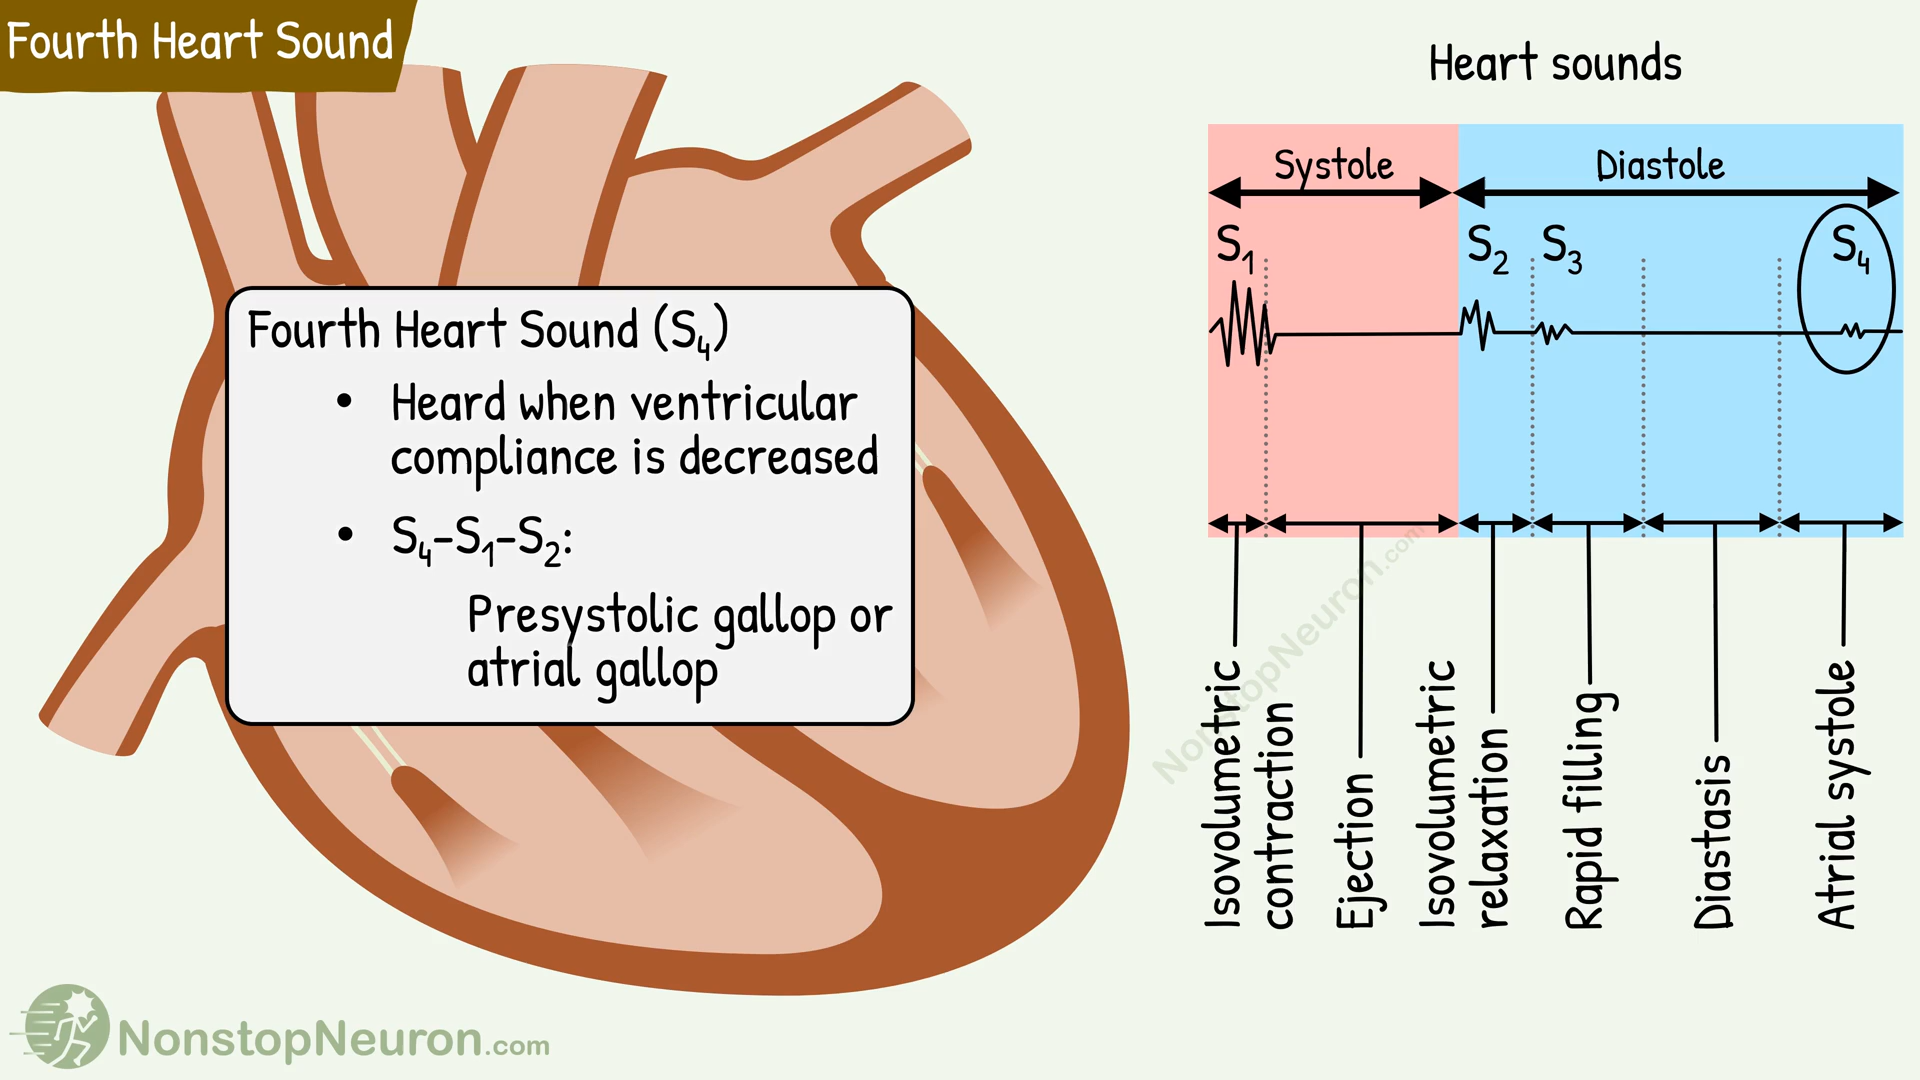 Fourth Heart Sound
Fourth Heart Sound (S₄)
• Heard when ventricular
compliance is decreased
• S₄-S₁-S₂:
Presystolic gallop or
atrial gallop
Heart sounds
Systole
Diastole
S₁
S₂
S₃
S₄
Isovolumetric
contraction
Ejection
Isovolumetric
relaxation
Rapid filling
Diastasis
Atrial systole
NonstopNeuron.com
NonstopNeuron.com